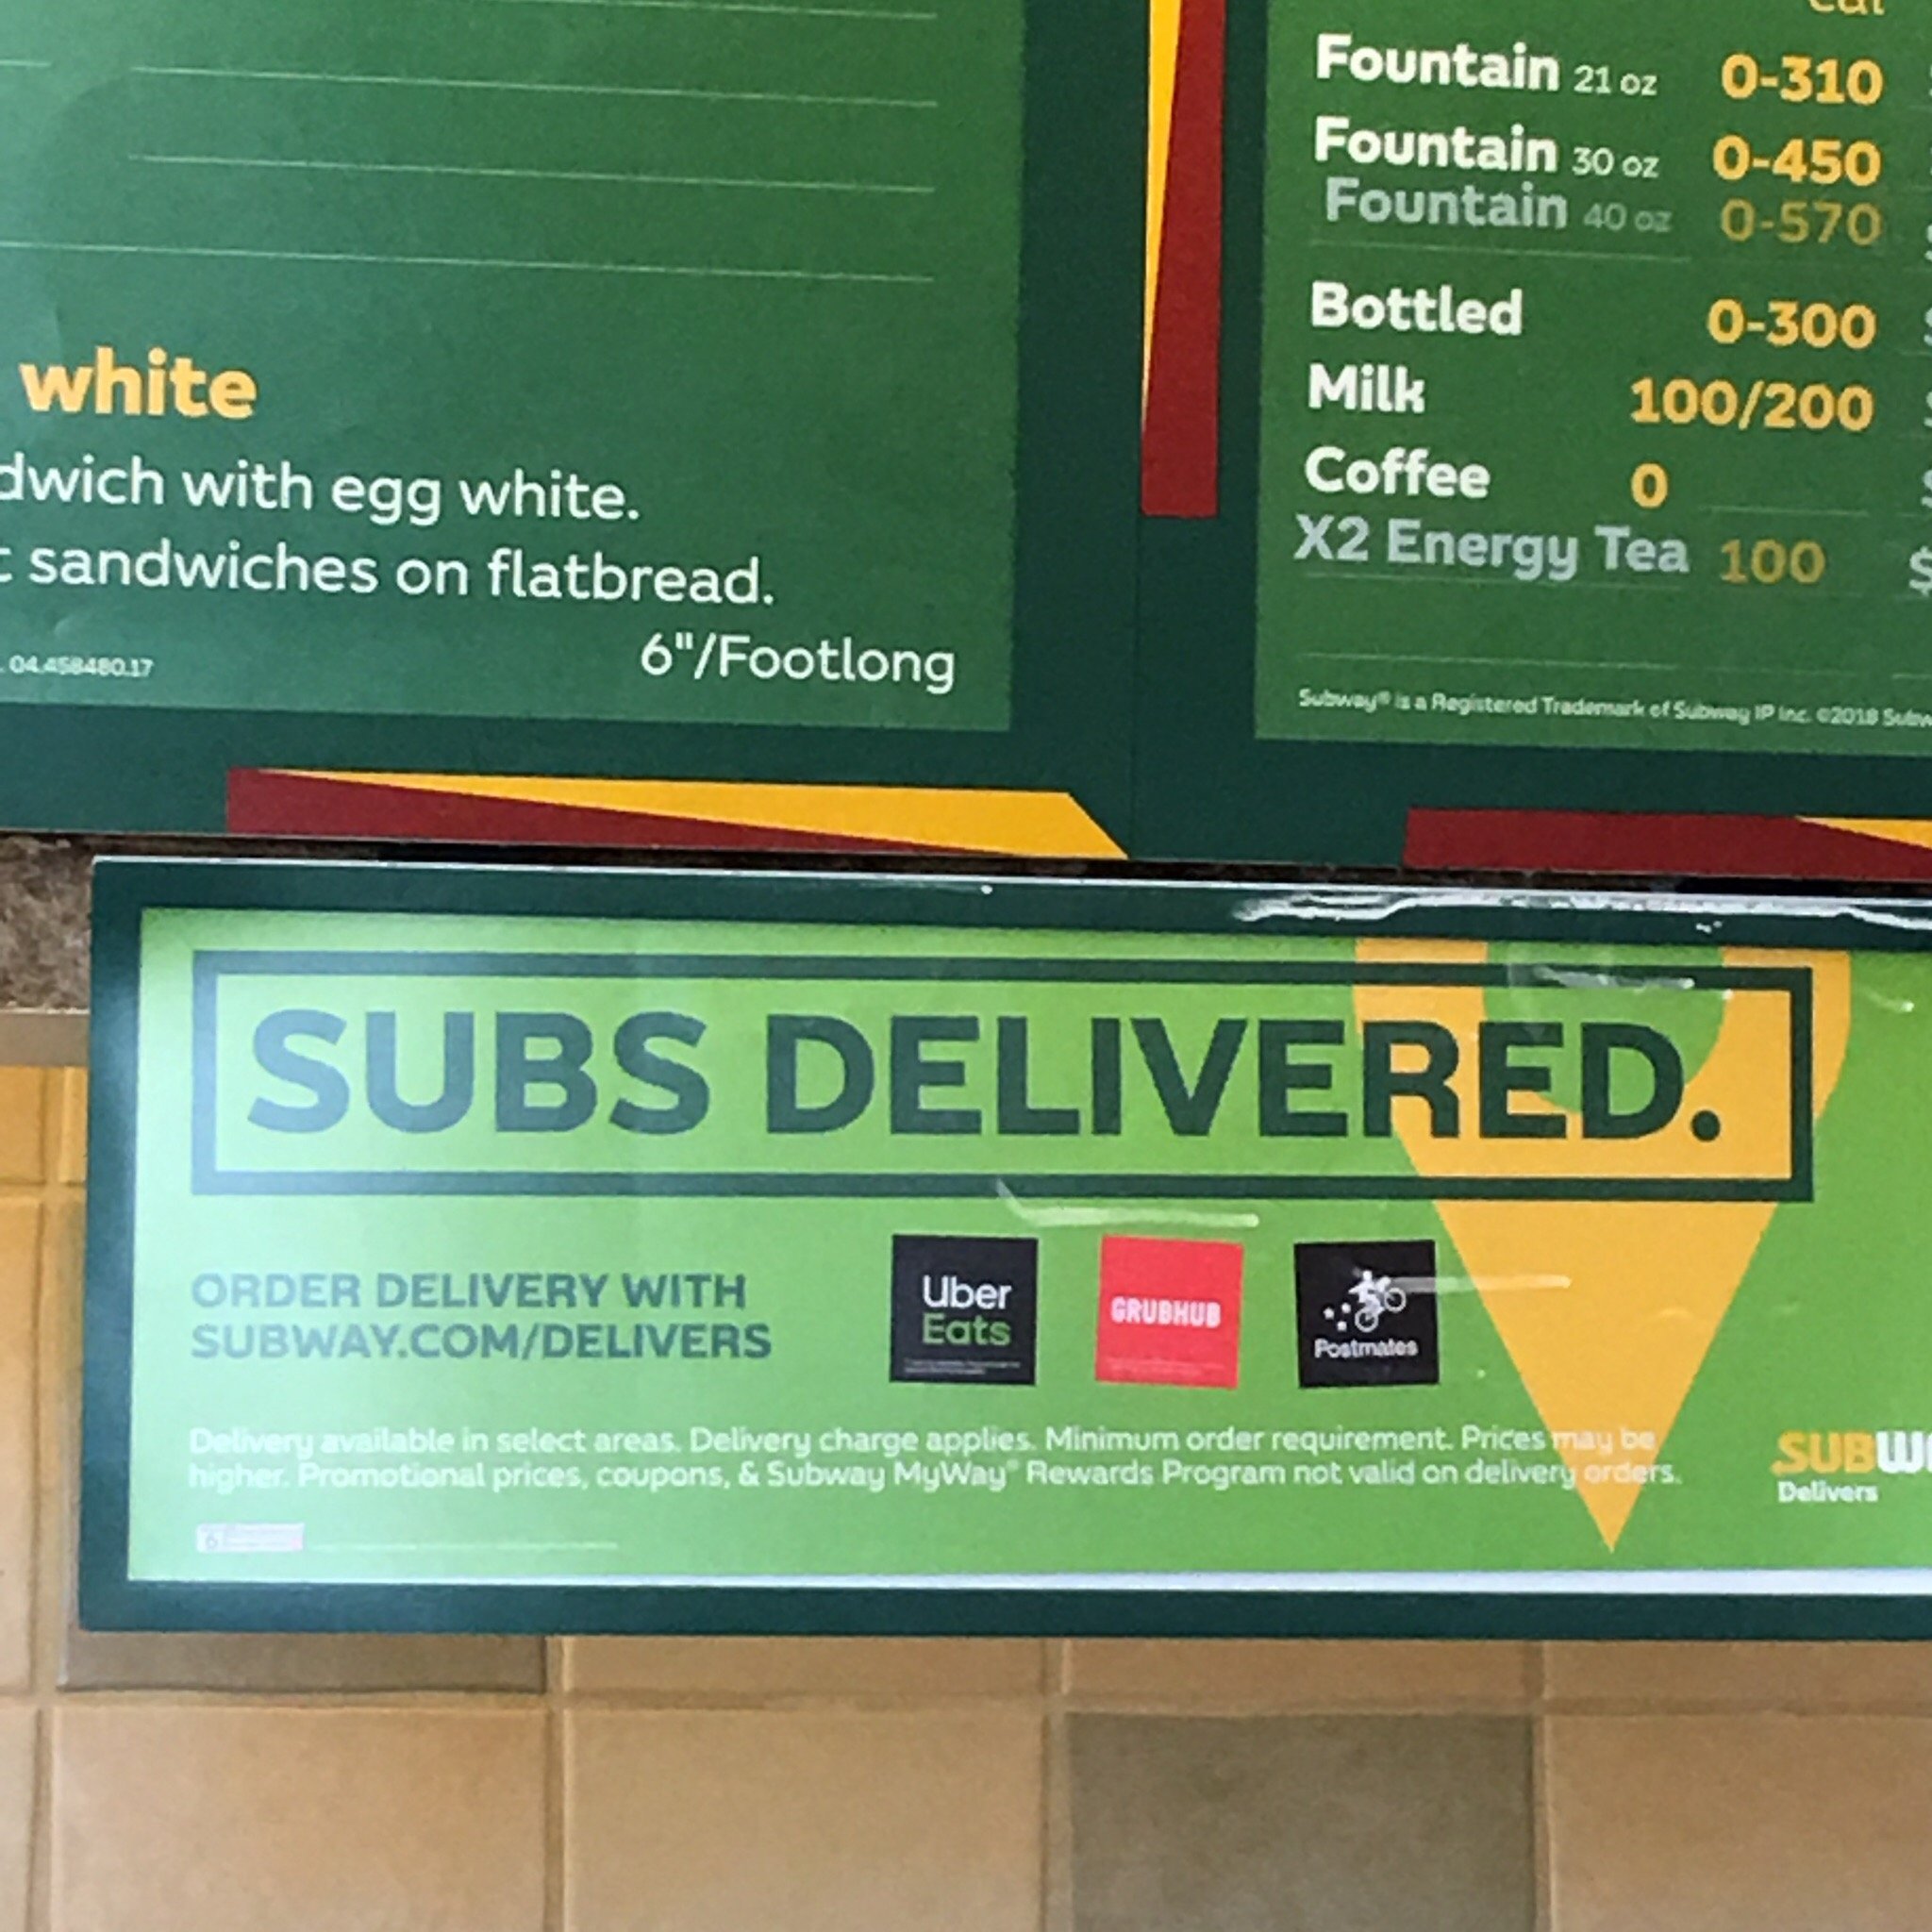 white
with egg white.
sandwiches on flatbread.
6"/Footlong
04.458480.17
Fountain 21 oz 0-310
Fountain 30 oz 0-450
Fountain 40 oz 0-570
Bottled 0-300
Milk 100/200
Coffee 0
X2 Energy Tea 100 $
Subway® is a Registered Trademark of Subway IP Inc. ©2018
SUBS DELIVERED.
ORDER DELIVERY WITH
SUBWAY.COM/DELIVERS
Uber
Eats
GRUBHUB
Postmates
Delivery available in select areas. Delivery charge applies. Minimum order requirement. Prices may be
higher. Promotional prices, coupons, & Subway MyWay® Rewards Program not valid on delivery orders.
SUBW
Delivers